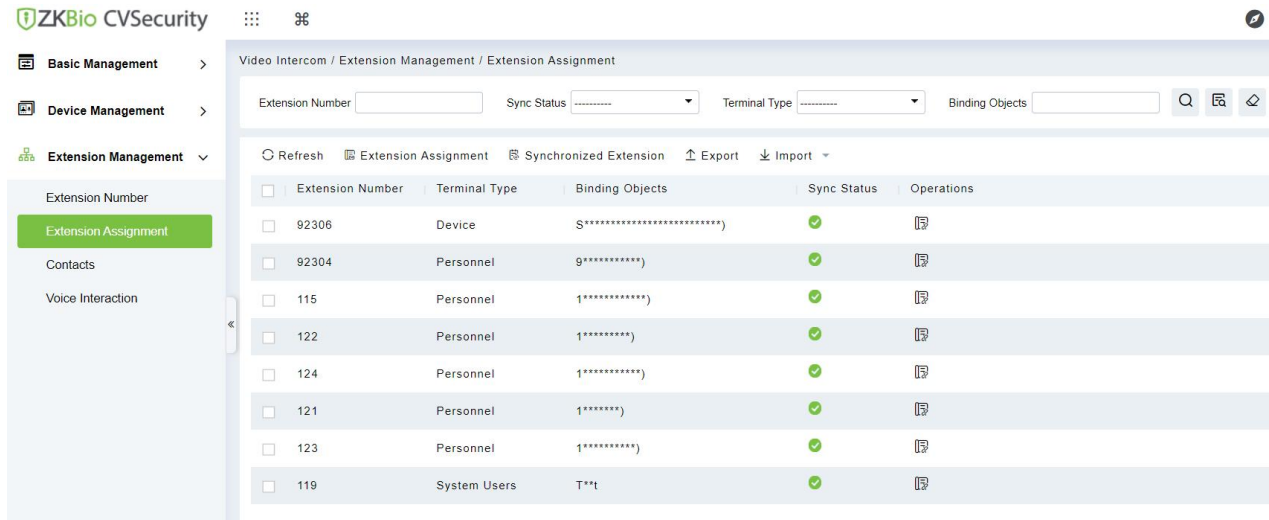 ZKBio CVSecurity
Basic Management
Device Management
Extension Management
Extension Number
Extension Assignment
Contacts
Voice Interaction
Video Intercom / Extension Management / Extension Assignment
Extension Number Sync Status ---------- Terminal Type ---------- Binding Objects
Refresh Extension Assignment Synchronized Extension Export Import
Extension Number Terminal Type Binding Objects Sync Status Operations
92306 Device S**************************)
92304 Personnel 9***********)
115 Personnel 1************)
122 Personnel 1*********)
124 Personnel 1***********)
121 Personnel 1*******)
123 Personnel 1**********)
119 System Users T**t